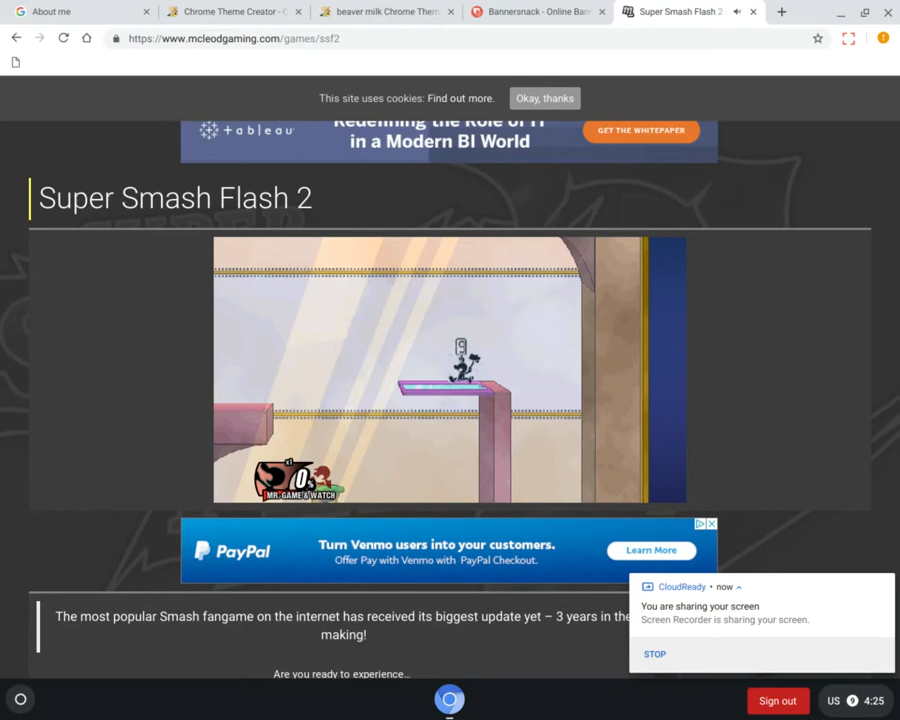 About me
Chrome Theme Creator - C
beaver milk Chrome Them
Bannersnack - Online Ban
Super Smash Flash 2
https://www.mcleodgaming.com/games/ssf2
This site uses cookies: Find out more.
Okay, thanks
+ a b l e a u
Redefining the Role of IT
in a Modern BI World
GET THE WHITEPAPER
Super Smash Flash 2
9
x1
0%
MR. GAME & WATCH
PayPal
Turn Venmo users into your customers.
Offer Pay with Venmo with PayPal Checkout.
Learn More
CloudReady • now
You are sharing your screen
Screen Recorder is sharing your screen.
STOP
The most popular Smash fangame on the internet has received its biggest update yet – 3 years in the
making!
Are you ready to experience...
Sign out
US 9 4:25